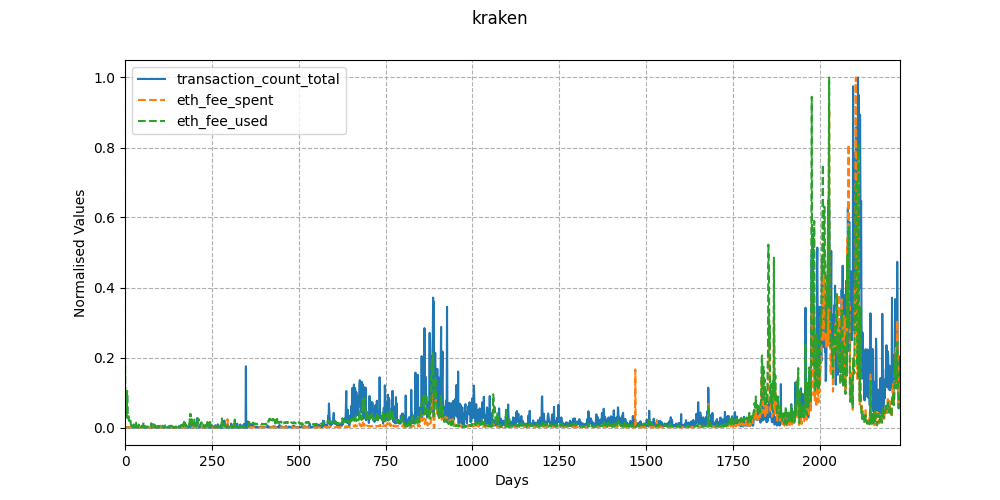 kraken
transaction_count_total
eth_fee_spent
eth_fee_used
Normalised Values
1.0
0.8
0.6
0.4
0.2
0.0
0 250 500 750 1000 1250 1500 1750 2000
Days